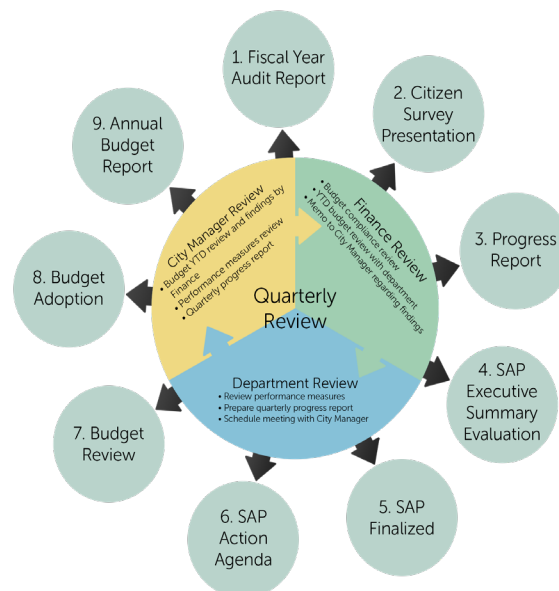 1. Fiscal Year
Audit Report
2. Citizen
Survey
Presentation
3. Progress
Report
4. SAP
Executive
Summary
Evaluation
5. SAP
Finalized
6. SAP
Action
Agenda
7. Budget
Review
8. Budget
Adoption
9. Annual
Budget
Report
City Manager Review
• Budget YTD review and findings by
Finance
• Performance measures review
• Quarterly progress report
Finance Review
• Budget compliance review
• YTD budget review with department
• Memo to City Manager regarding findings
Quarterly
Review
Department Review
• Review performance measures
• Prepare quarterly progress report
• Schedule meeting with City Manager